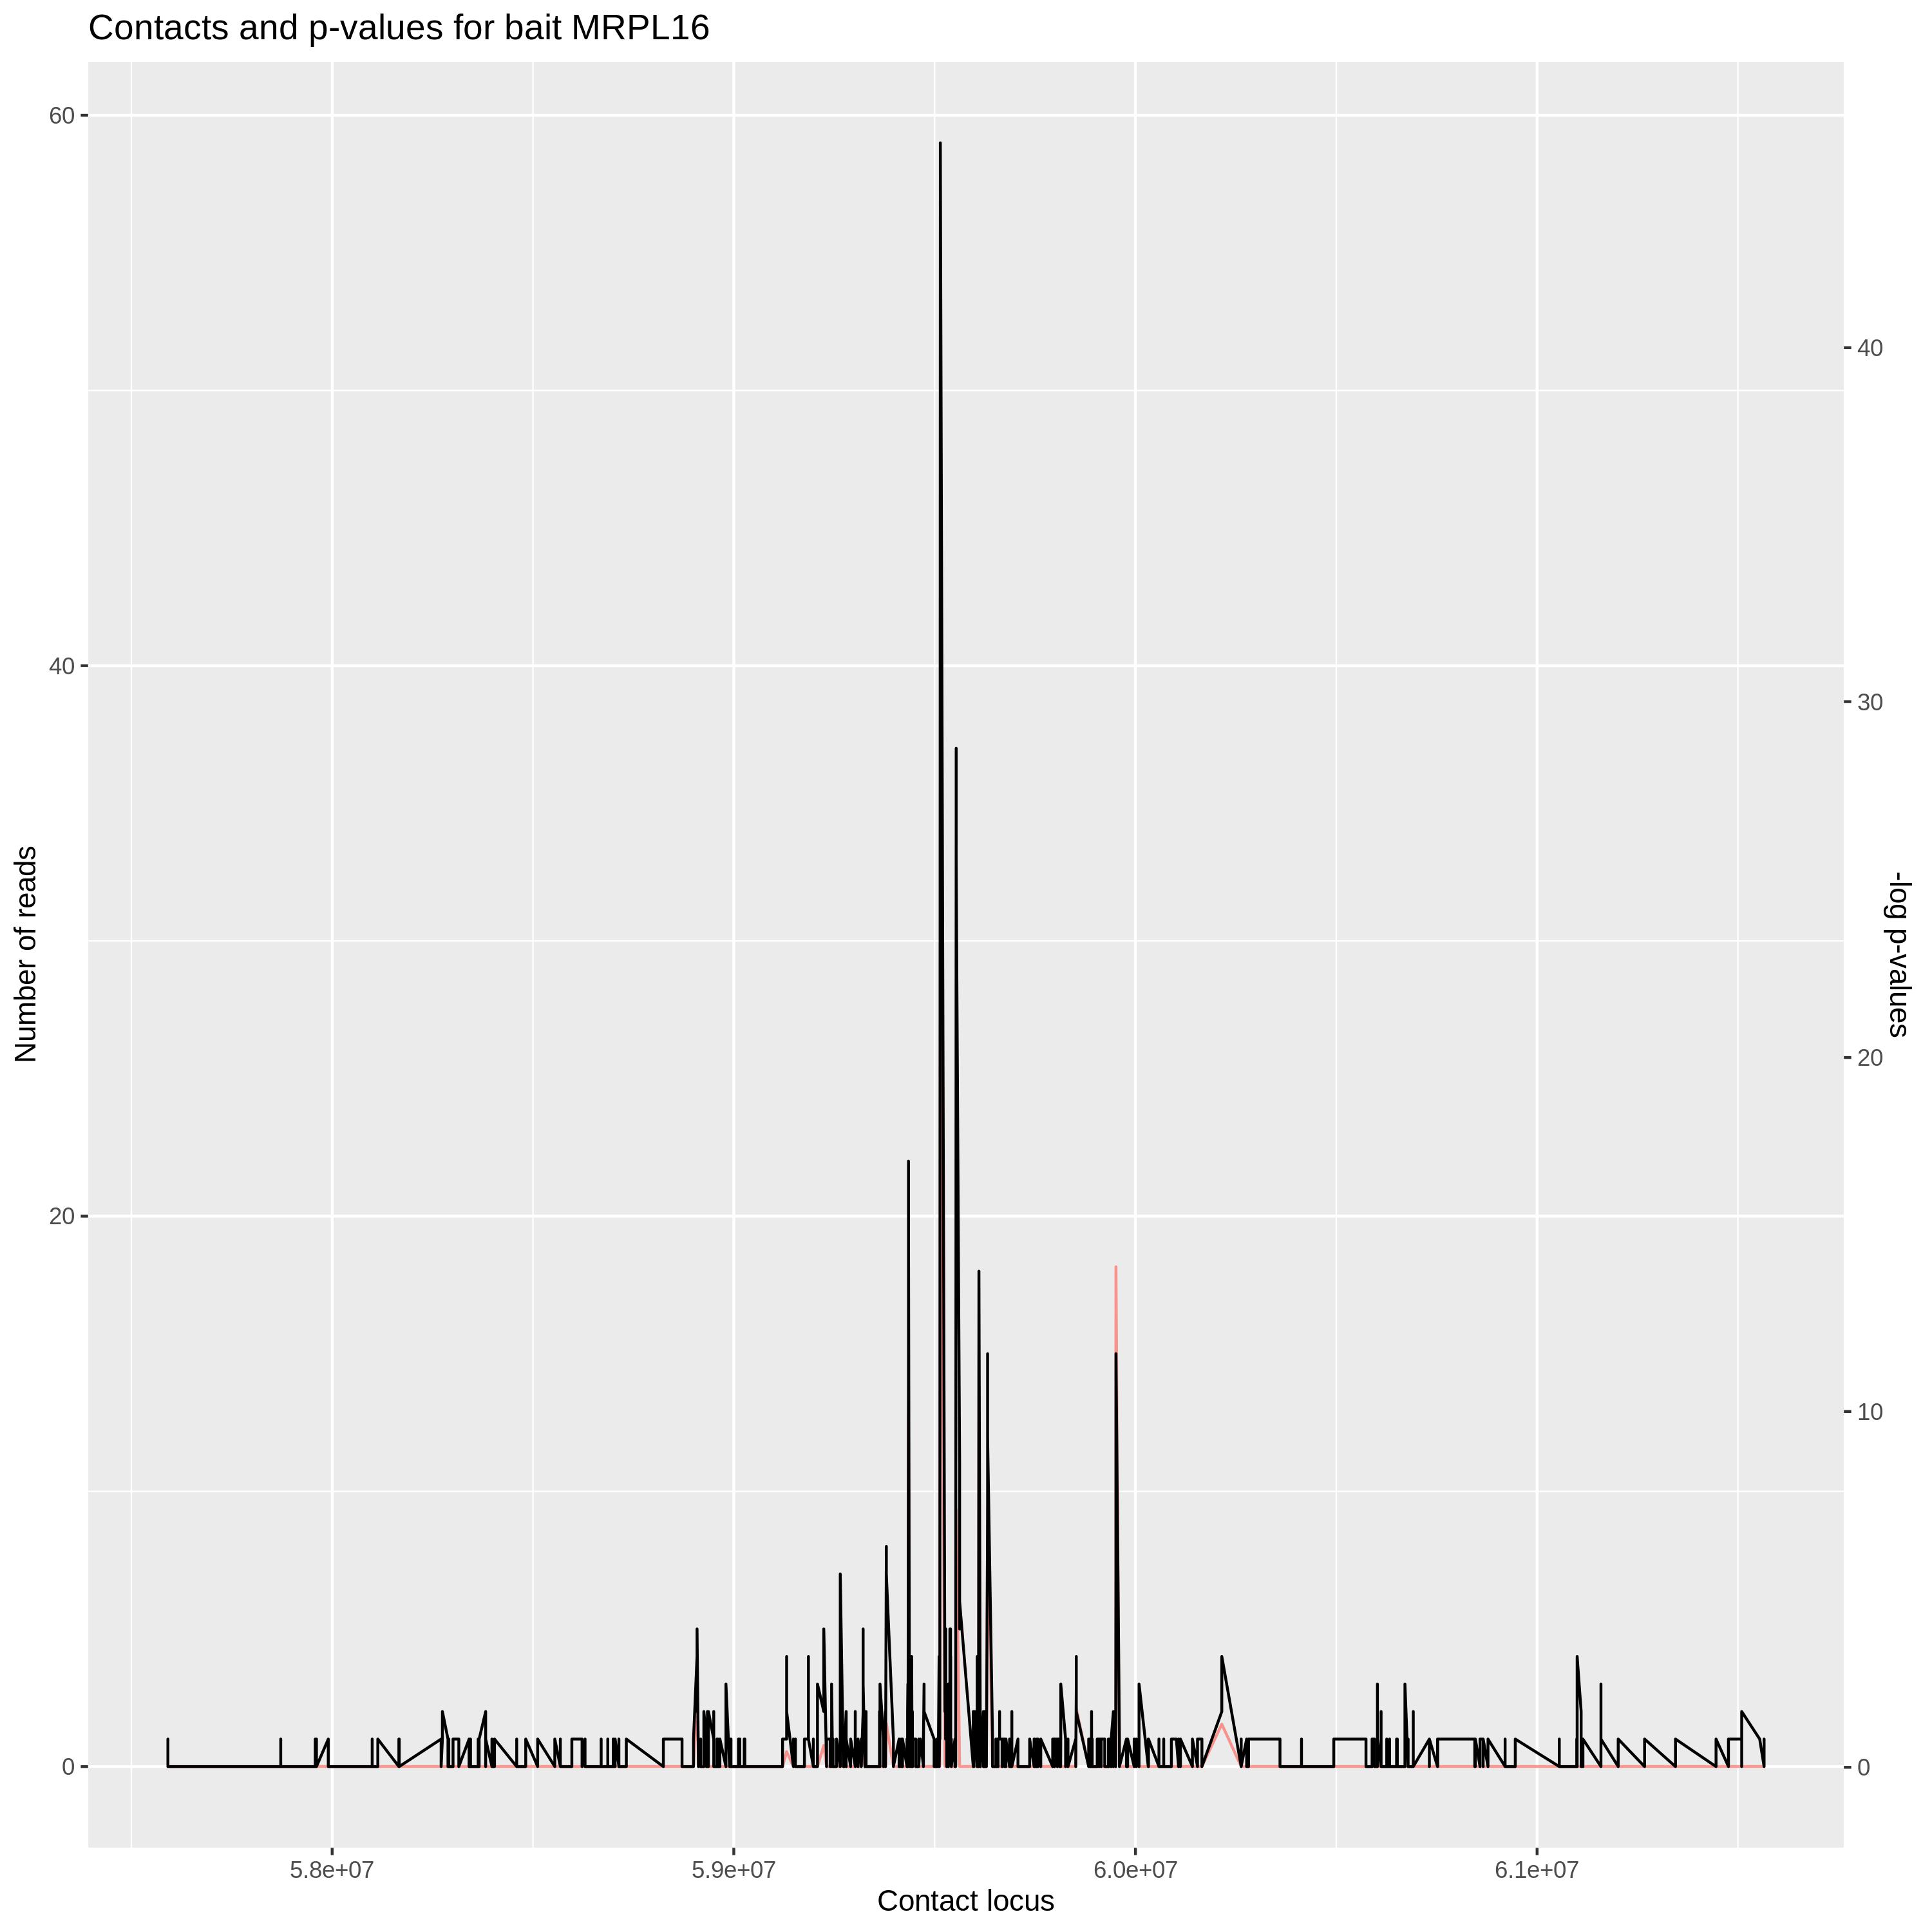 Contacts and p-values for bait MRPL16
60
40
20
0
Number of reads
40
30
20
10
0
-log p-values
5.8e+07 5.9e+07 6.0e+07 6.1e+07
Contact locus